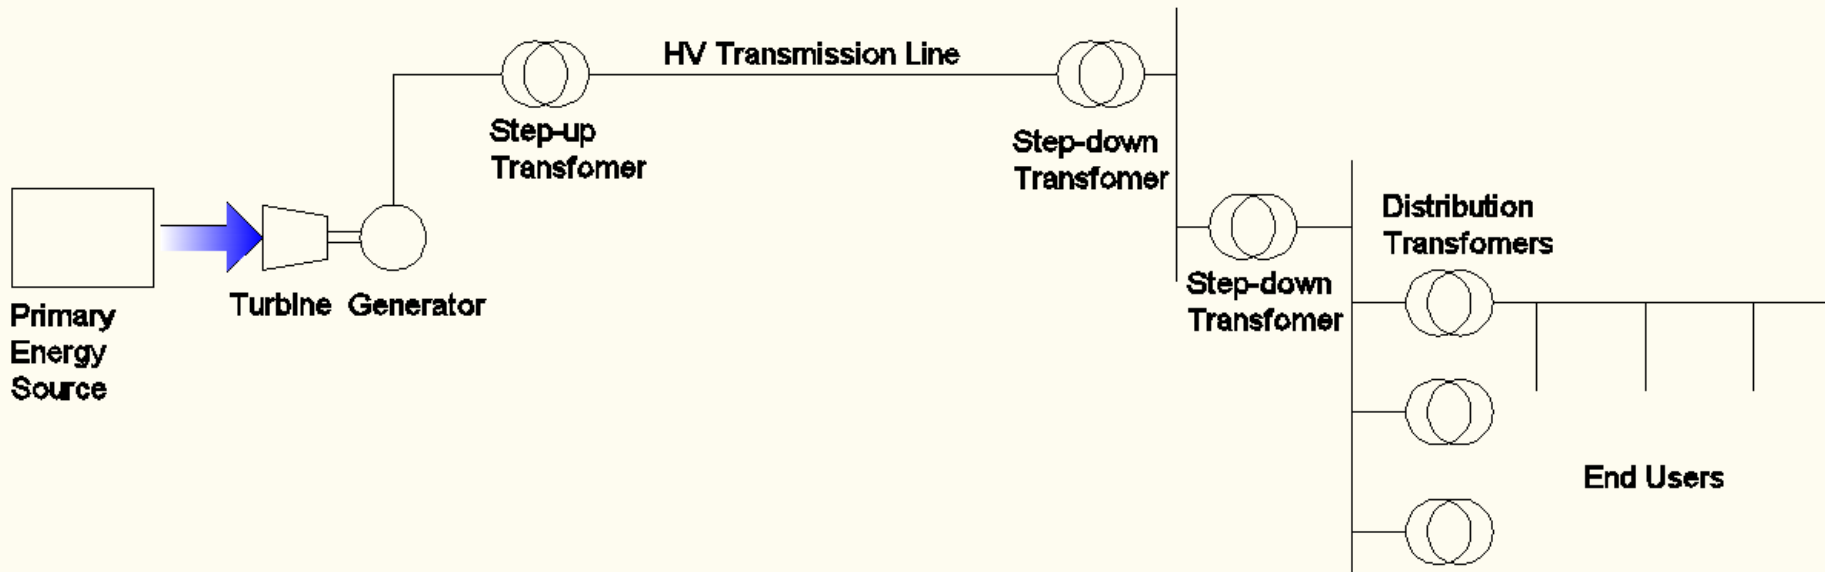 HV Transmission Line
Step-up
Transfomer
Step-down
Transfomer
Distribution
Transfomers
Step-down
Transfomer
Turbine Generator
Primary
Energy
Source
End Users